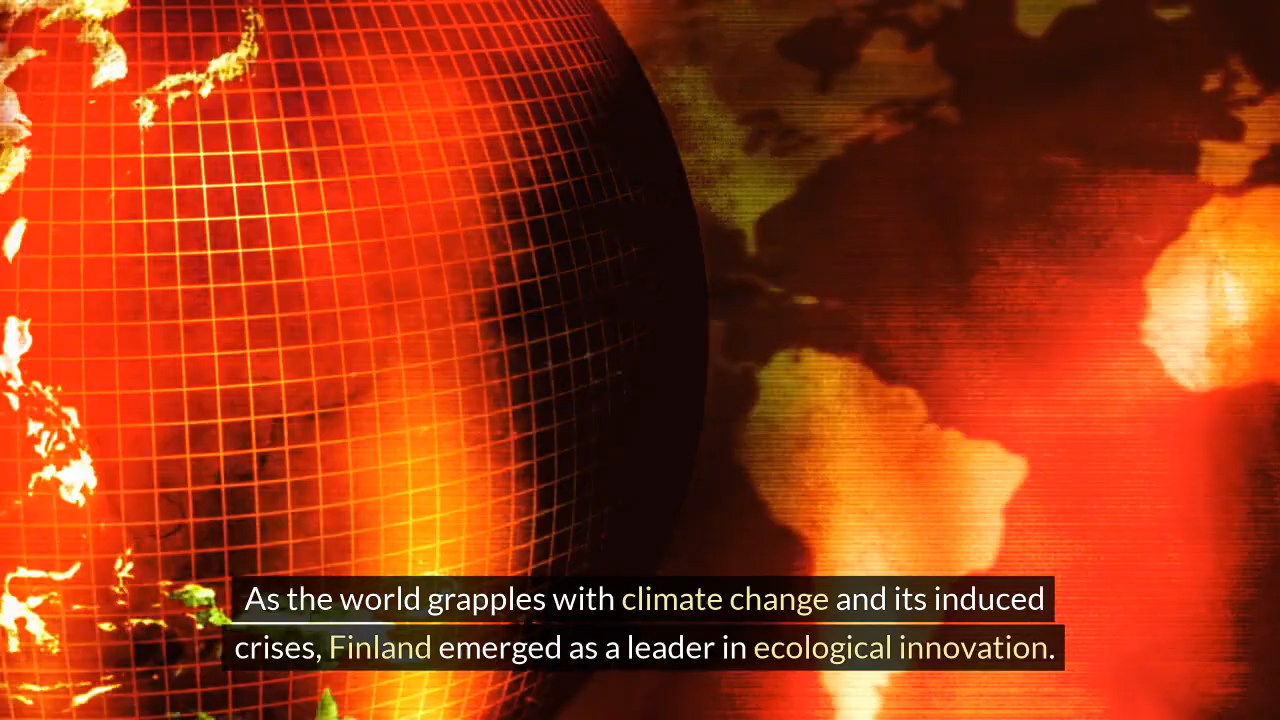 As the world grapples with climate change and its induced
crises, Finland emerged as a leader in ecological innovation.